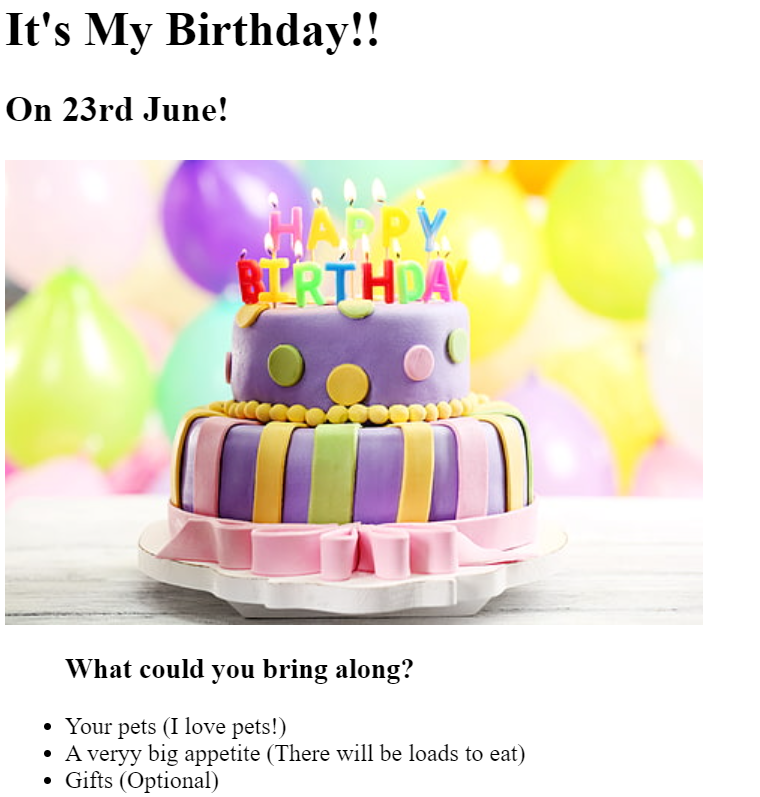 It's My Birthday!!
On 23rd June!
HAPPY
BIRTHDAY
What could you bring along?
Your pets (I love pets!)
A veryy big appetite (There will be loads to eat)
Gifts (Optional)